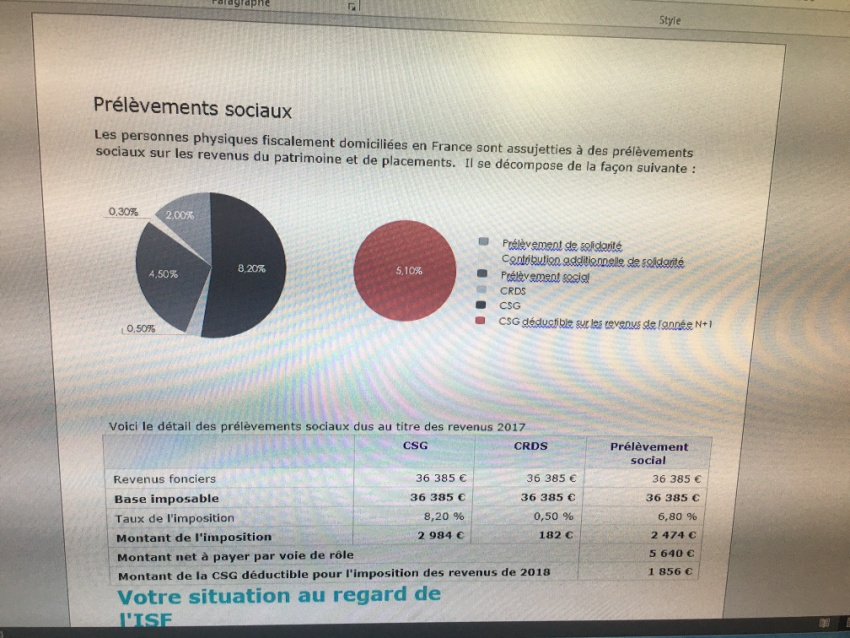 Paragraphe
Style
Prélèvements sociaux
Les personnes physiques fiscalement domiciliées en France sont assujetties à des prélèvements
sociaux sur les revenus du patrimoine et de placements. Il se décompose de la façon suivante :
0,30%
2,00%
4,50%
8,20%
0,50%
5,10%
Prélèvement de solidarité
Contribution additionnelle de solidarité
Prélèvement social
CRDS
CSG
CSG déductible sur les revenus de l'année N+1
Voici le détail des prélèvements sociaux dus au titre des revenus 2017
CSG CRDS Prélèvement
social
Revenus fonciers 36 385 € 36 385 € 36 385 €
Base imposable 36 385 € 36 385 € 36 385 €
Taux de l'imposition 8,20 % 0,50 % 6,80 %
Montant de l'imposition 2 984 € 182 € 2 474 €
Montant net à payer par voie de rôle 5 640 €
Montant de la CSG déductible pour l'imposition des revenus de 2018 1 856 €
Votre situation au regard de
l'ISF